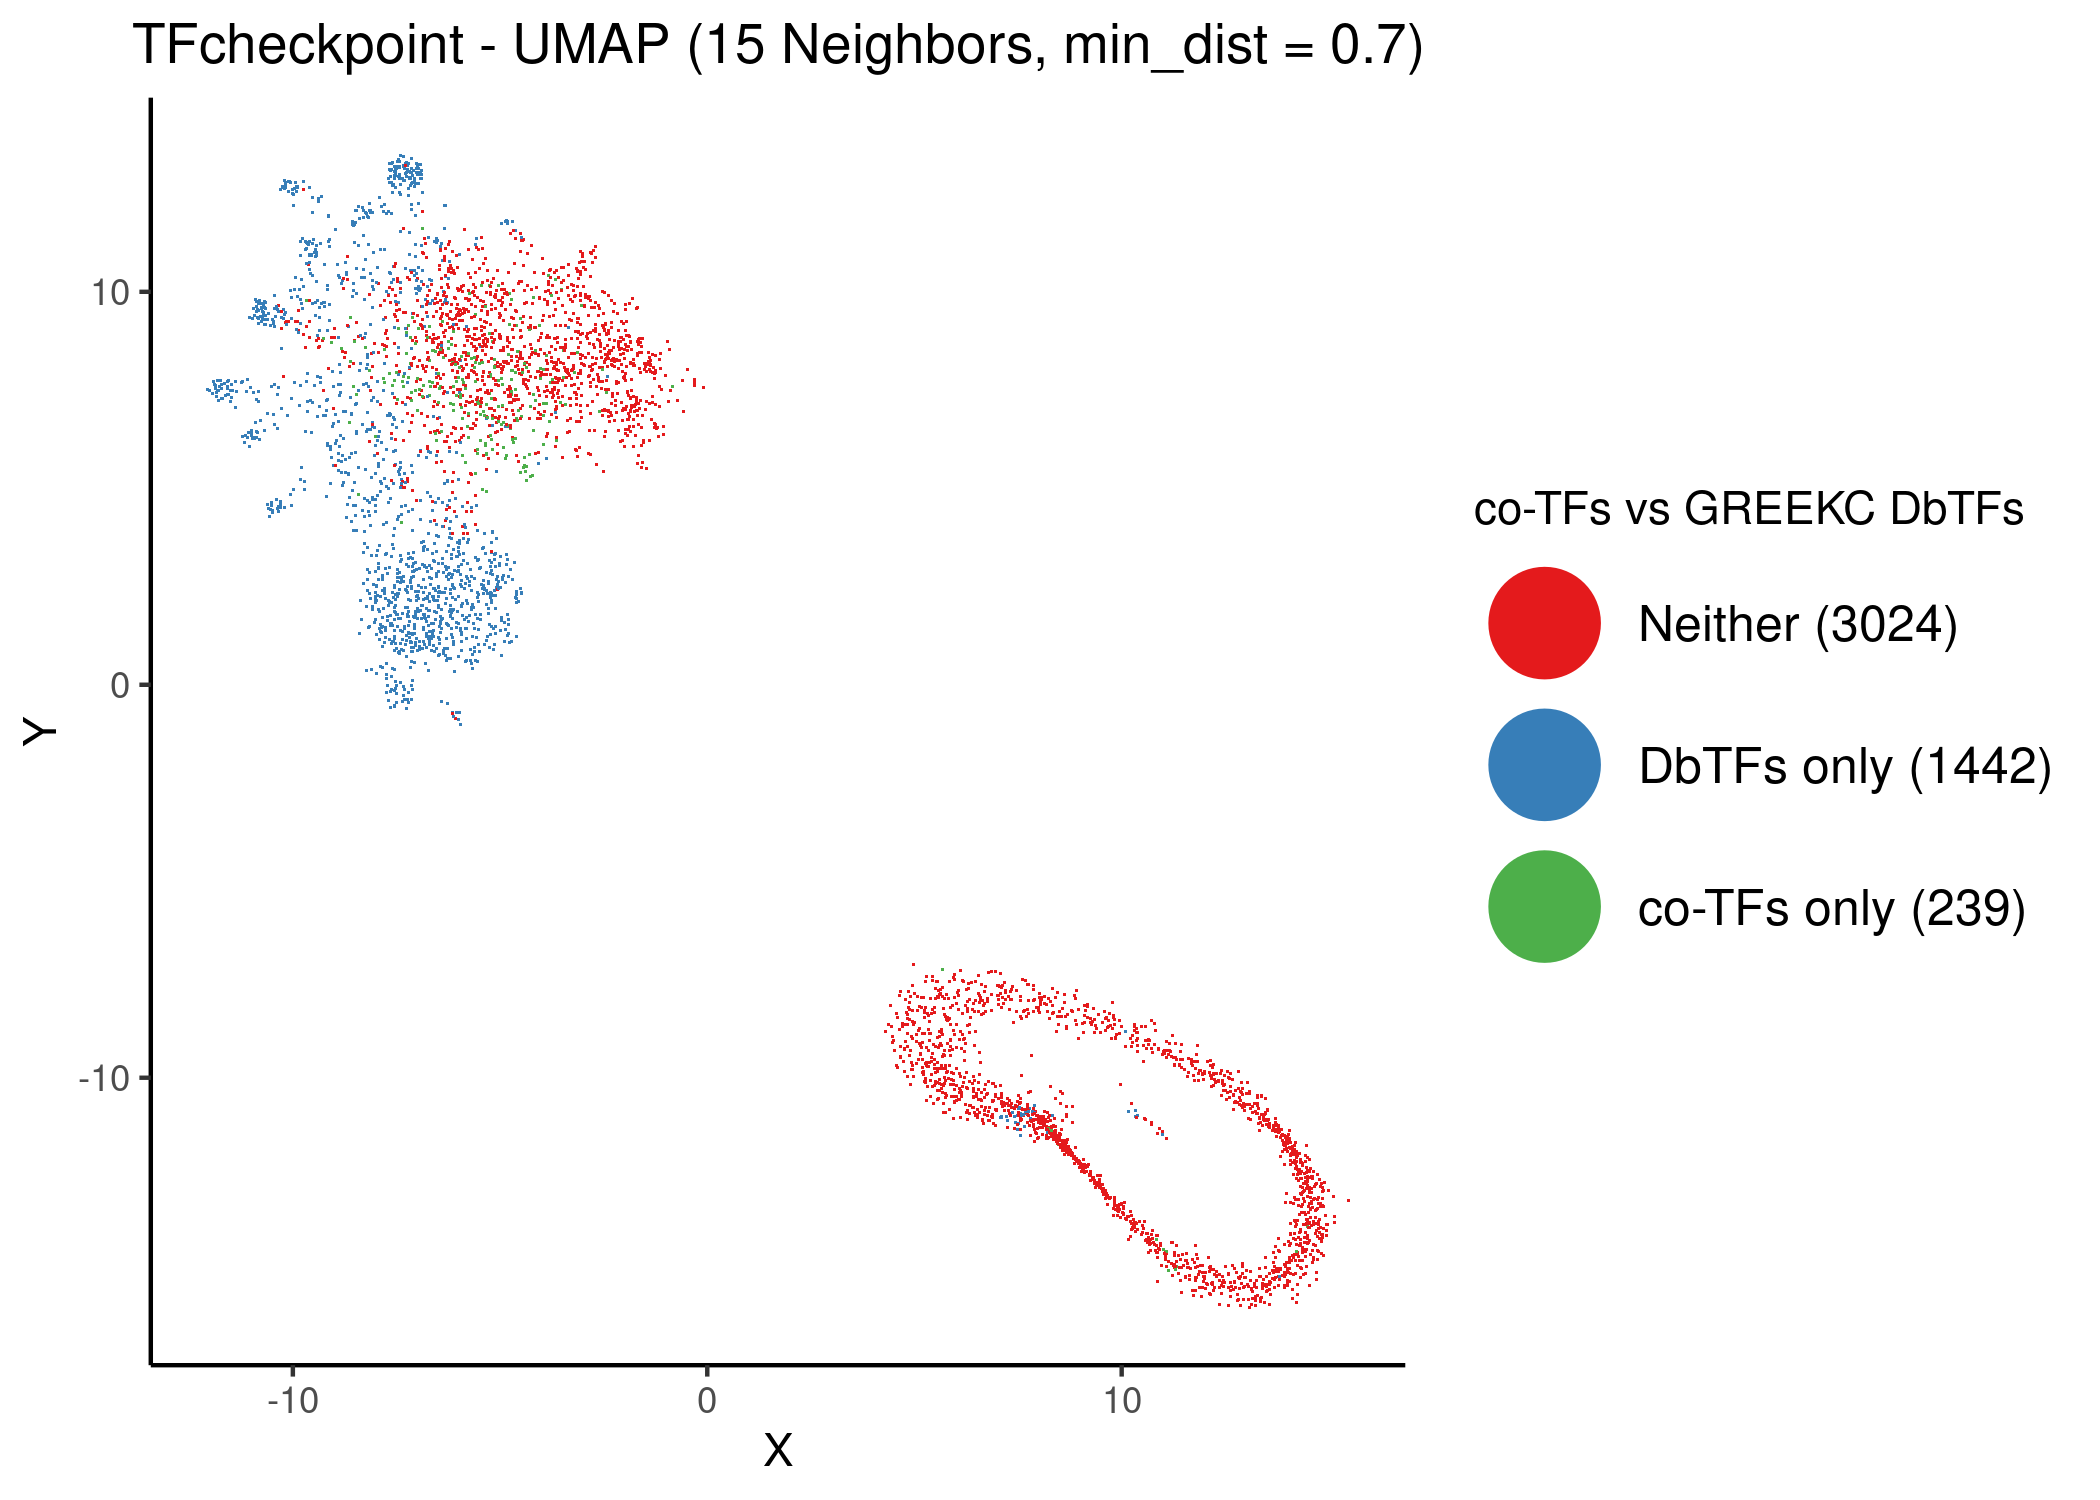 TFcheckpoint - UMAP (15 Neighbors, min_dist = 0.7)
10
0
-10
Y
-10
0
10
X
co-TFs vs GREEKC DbTFs
Neither (3024)
DbTFs only (1442)
co-TFs only (239)